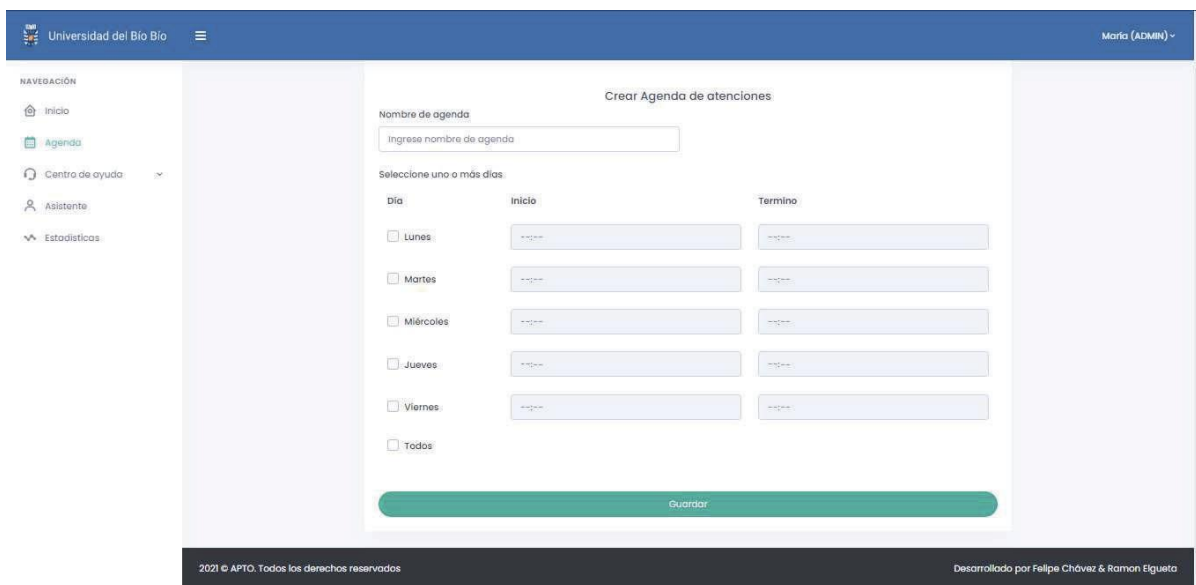 Universidad del Bío Bío
María (ADMIN)
NAVEGACIÓN
Inicio
Agenda
Centro de ayuda
Asistente
Estadísticas
Crear Agenda de atenciones
Nombre de agenda
Ingrese nombre de agenda
Seleccione uno o más días
Día Inicio Termino
Lunes --:-- --:--
Martes --:-- --:--
Miércoles --:-- --:--
Jueves --:-- --:--
Viernes --:-- --:--
Todos
Guardar
2021 © APTO. Todos los derechos reservados
Desarrollado por Felipe Chávez & Ramon Elgueta